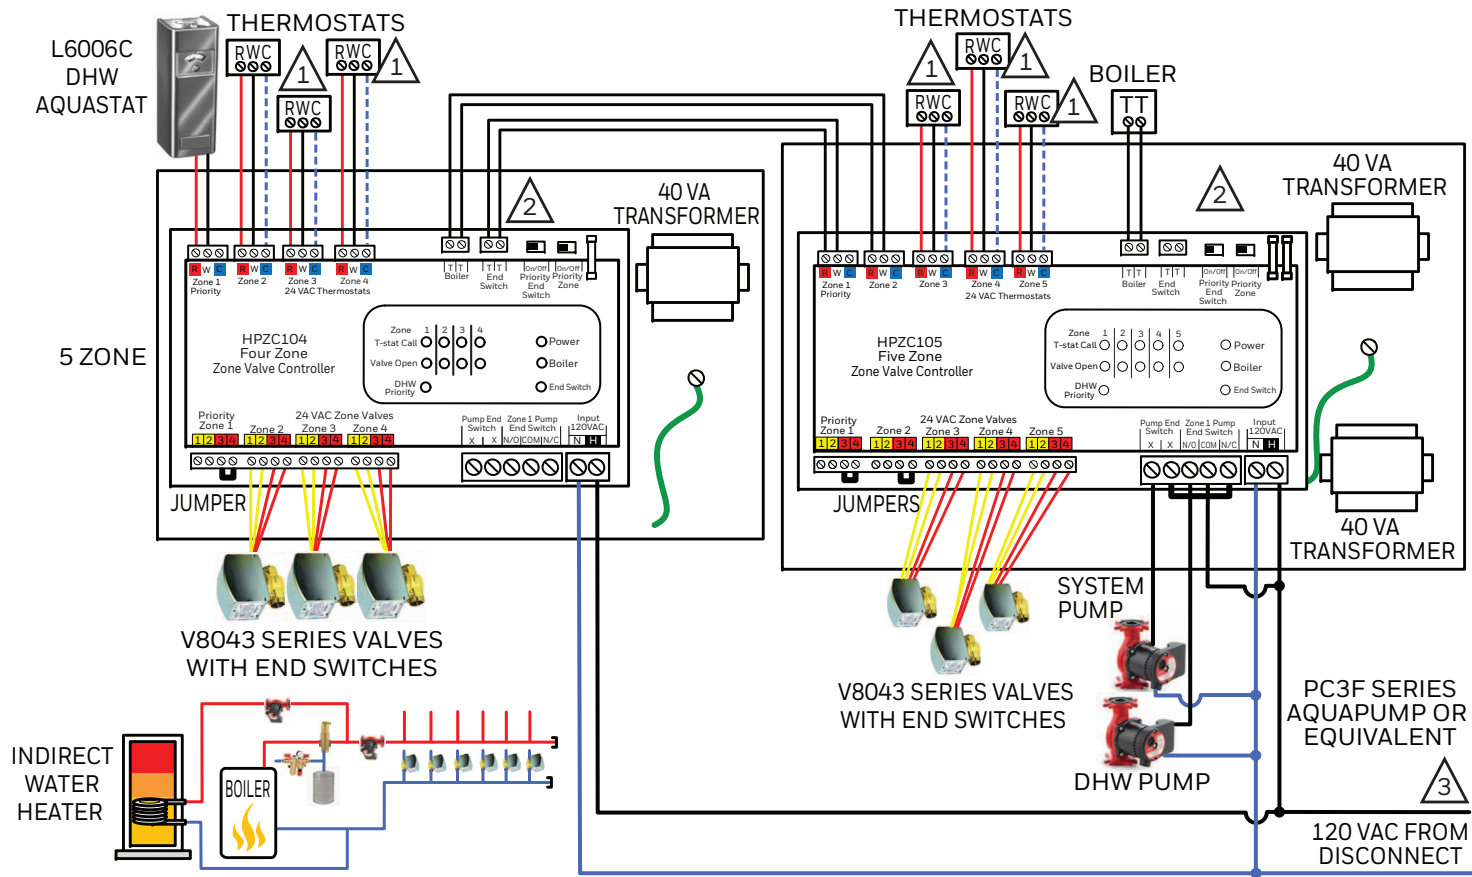 L6006C
DHW
AQUASTAT
THERMOSTATS
RWC
RWC
RWC
1
1
THERMOSTATS
RWC
RWC
RWC
1
1
1
BOILER
TT
5 ZONE
2
40 VA
TRANSFORMER
R W C
R W C
R W C
R W C
Zone 1
Priority
Zone 2
Zone 3
Zone 4
24 VAC Thermostats
T T
Boiler
T T
End
Switch
On/Off
Priority
End
Switch
On/Off
Priority
Zone
HPZC104
Four Zone
Zone Valve Controller
Zone 1 2 3 4
T-stat Call
Valve Open
DHW
Priority
Power
Boiler
End Switch
Priority
Zone 1
Zone 2
24 VAC Zone Valves
Zone 3
Zone 4
1 2 3 4
1 2 3 4
1 2 3 4
1 2 3 4
Pump End
Switch
X X
Zone 1 Pump
End Switch
N/O COM N/C
Input
120VAC
N H
JUMPER
V8043 SERIES VALVES
WITH END SWITCHES
2
40 VA
TRANSFORMER
R W C
R W C
R W C
R W C
R W C
Zone 1
Priority
Zone 2
Zone 3
Zone 4
Zone 5
24 VAC Thermostats
T T
Boiler
T T
End
Switch
On/Off
Priority
End
Switch
On/Off
Priority
Zone
HPZC105
Five Zone
Zone Valve Controller
Zone 1 2 3 4 5
T-stat Call
Valve Open
DHW
Priority
Power
Boiler
End Switch
Priority
Zone 1
Zone 2
24 VAC Zone Valves
Zone 3
Zone 4
Zone 5
1 2 3 4
1 2 3 4
1 2 3 4
1 2 3 4
1 2 3 4
Pump End
Switch
X X
Zone 1 Pump
End Switch
N/O COM N/C
Input
120VAC
N H
JUMPERS
40 VA
TRANSFORMER
V8043 SERIES VALVES
WITH END SWITCHES
SYSTEM
PUMP
DHW PUMP
PC3F SERIES
AQUAPUMP OR
EQUIVALENT
3
120 VAC FROM
DISCONNECT
INDIRECT
WATER
HEATER
BOILER